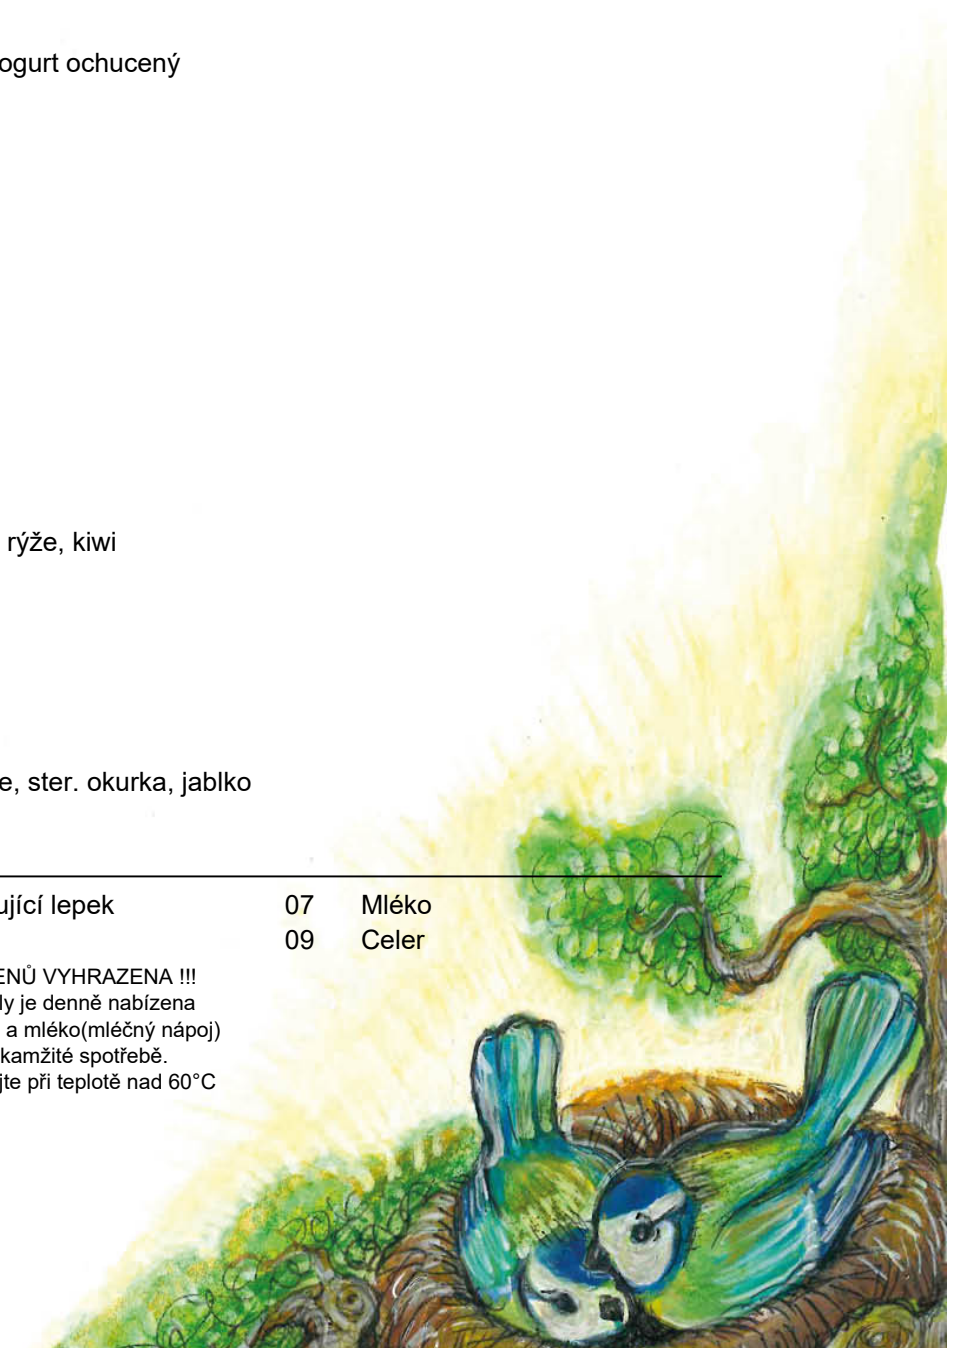 ogurt ochucený
rýže, kiwi
e, ster. okurka, jablko
ující lepek 07 Mléko
09 Celer
ENŮ VYHRAZENA !!!
ly je denně nabízena
a mléko(mléčný nápoj)
kamžité spotřebě.
jte při teplotě nad 60°C